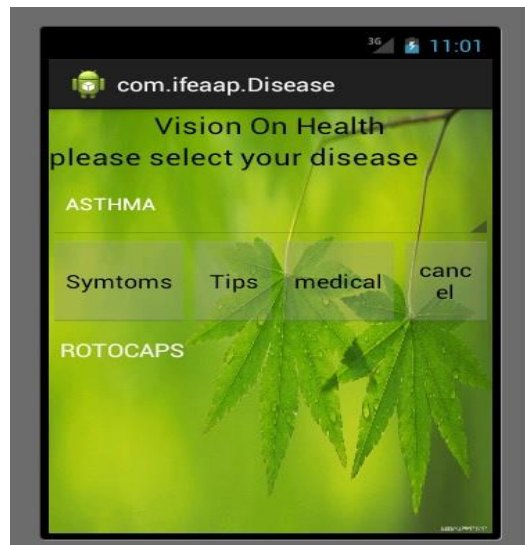 3G 11:01
com.ifeaap.Disease
Vision On Health
please select your disease
ASTHMA
Symtoms Tips medical canc
el
ROTOCAPS